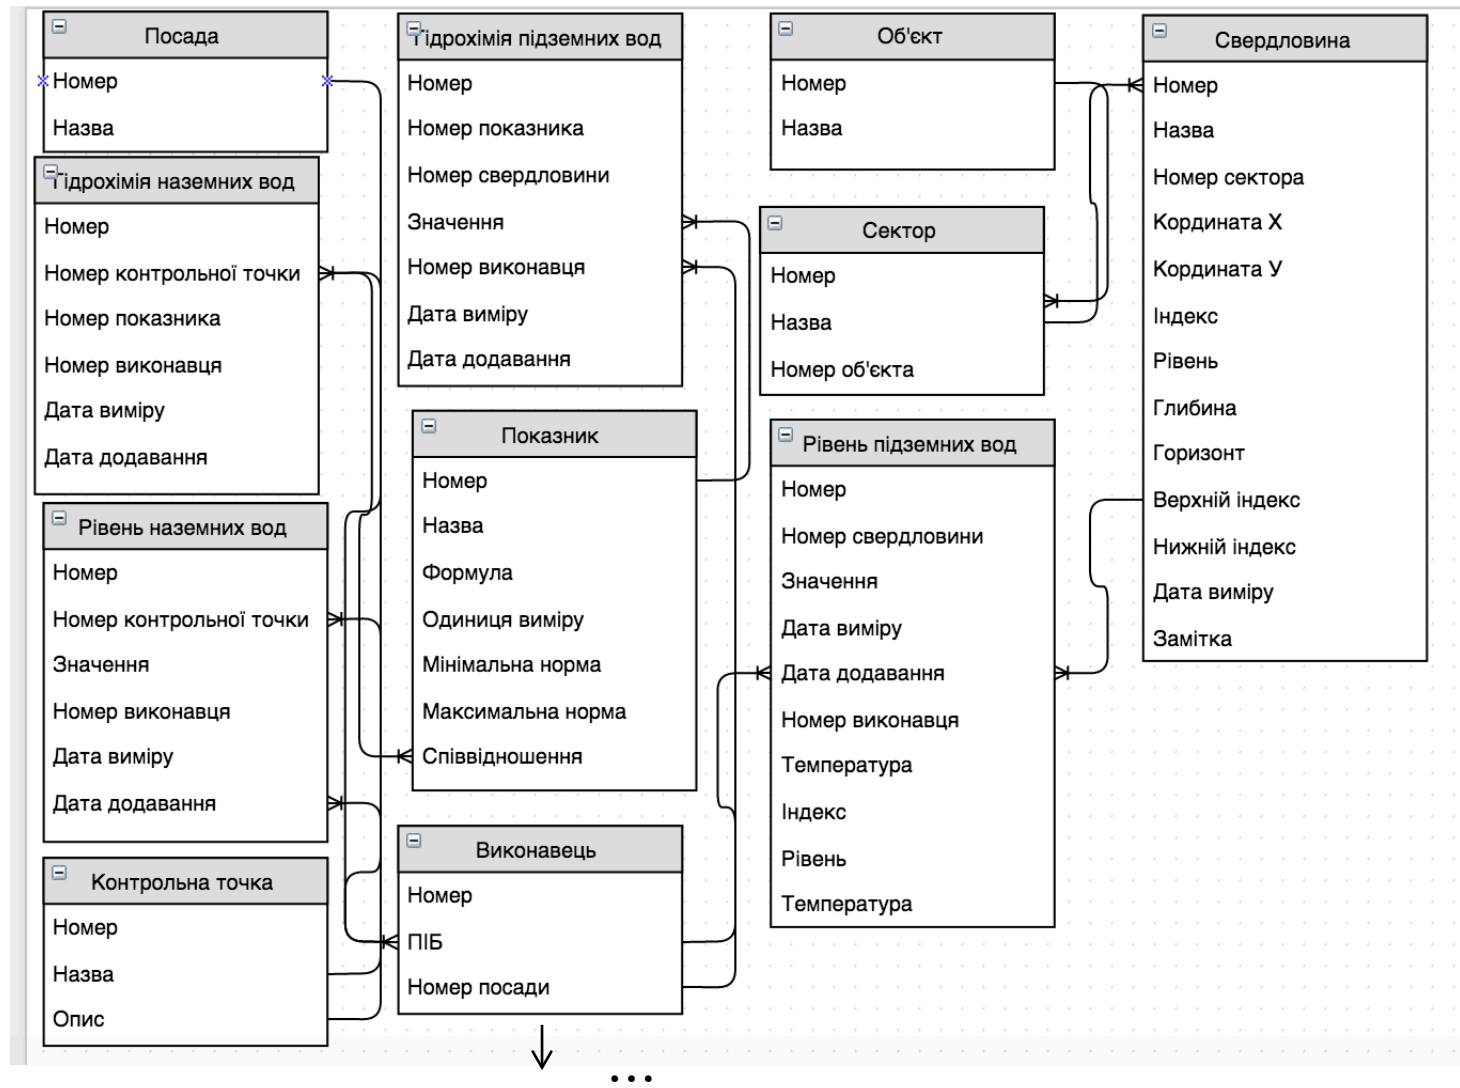 Посада
Номер
Назва
Гідрохімія наземних вод
Номер
Номер контрольної точки
Номер показника
Номер виконавця
Дата виміру
Дата додавання
Рівень наземних вод
Номер
Номер контрольної точки
Значення
Номер виконавця
Дата виміру
Дата додавання
Контрольна точка
Номер
Назва
Опис
Гідрохімія підземних вод
Номер
Номер показника
Номер свердловини
Значення
Номер виконавця
Дата виміру
Дата додавання
Показник
Номер
Назва
Формула
Одиниця виміру
Мінімальна норма
Максимальна норма
Співвідношення
Виконавець
Номер
ПІБ
Номер посади
...
Об'єкт
Номер
Назва
Сектор
Номер
Назва
Номер об'єкта
Рівень підземних вод
Номер
Номер свердловини
Значення
Дата виміру
Дата додавання
Номер виконавця
Температура
Індекс
Рівень
Температура
Свердловина
Номер
Назва
Номер сектора
Кордината X
Кордината У
Індекс
Рівень
Глибина
Горизонт
Верхній індекс
Нижній індекс
Дата виміру
Замітка